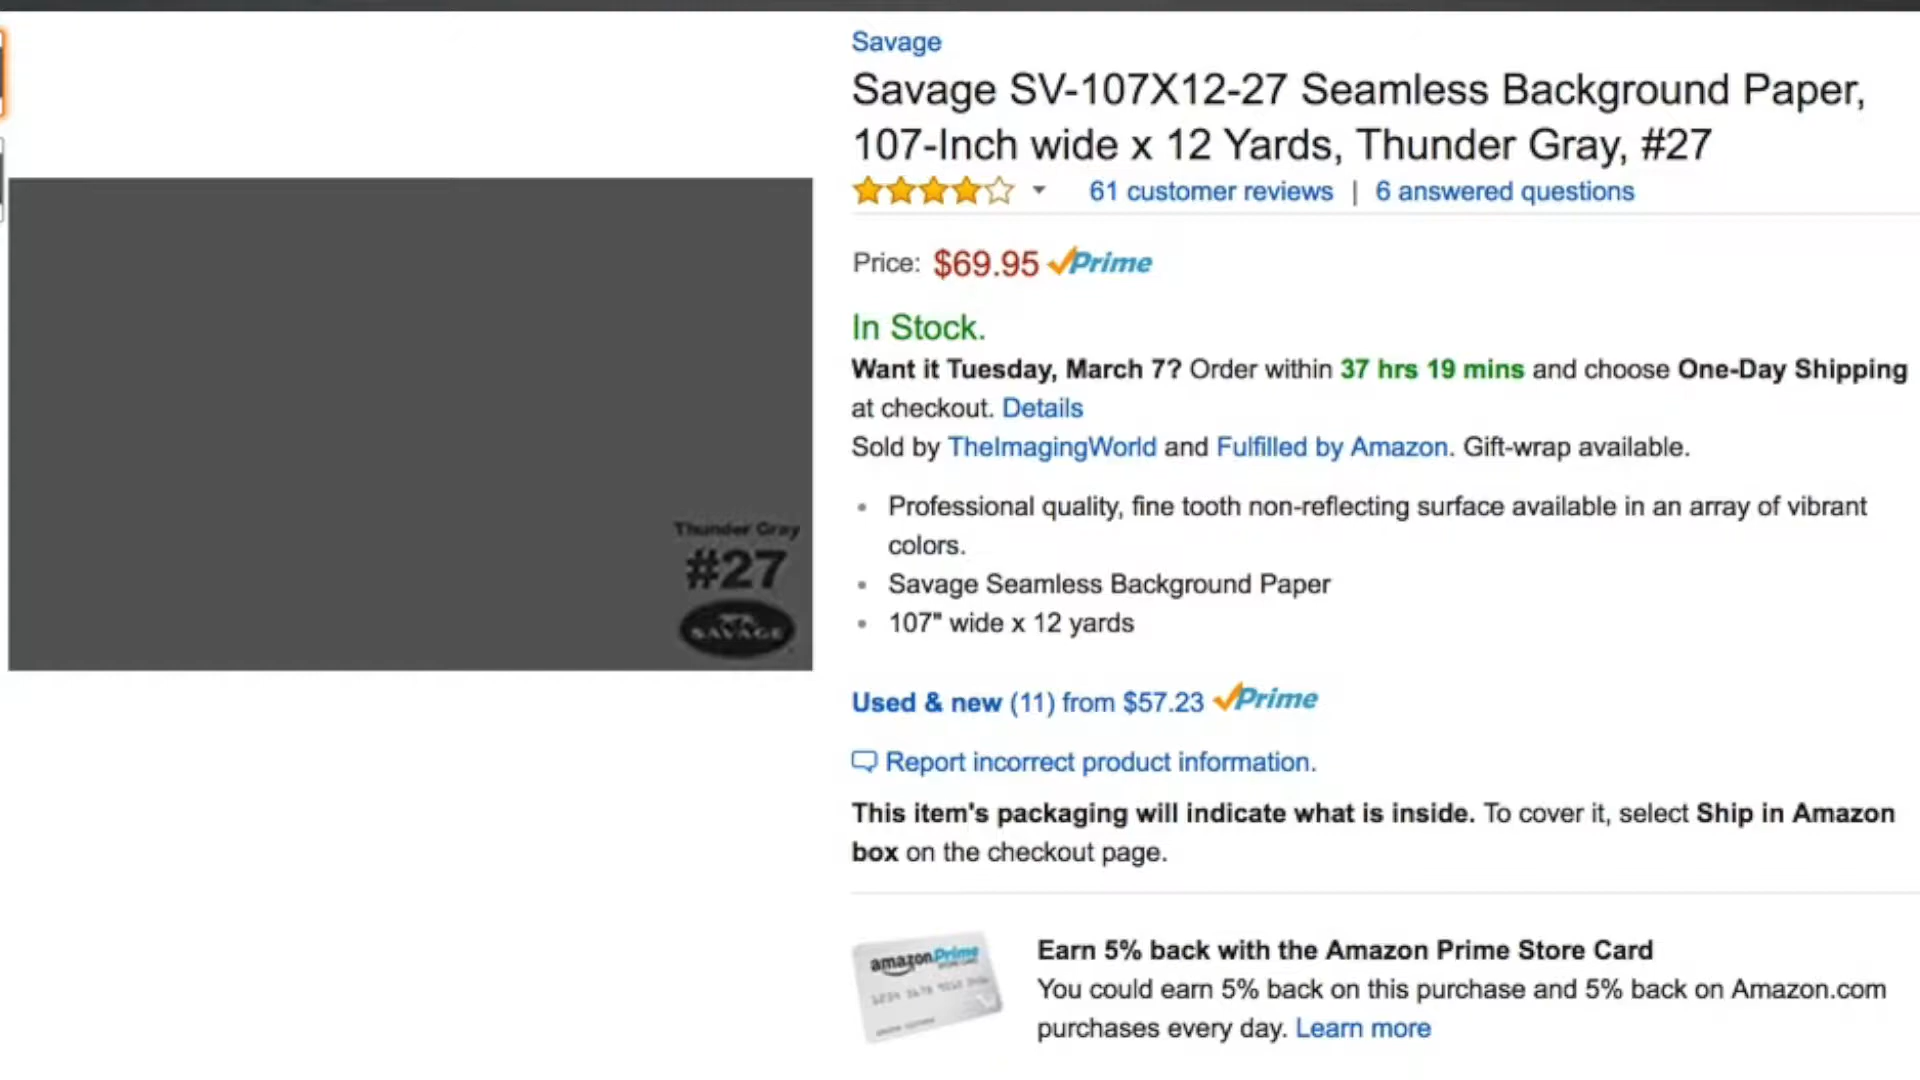 Savage
Savage SV-107X12-27 Seamless Background Paper,
107-Inch wide x 12 Yards, Thunder Gray, #27
61 customer reviews | 6 answered questions
Price: $69.95 Prime
In Stock.
Want it Tuesday, March 7? Order within 37 hrs 19 mins and choose One-Day Shipping
at checkout. Details
Sold by TheImagingWorld and Fulfilled by Amazon. Gift-wrap available.
• Professional quality, fine tooth non-reflecting surface available in an array of vibrant
colors.
• Savage Seamless Background Paper
• 107" wide x 12 yards
Thunder Gray
#27
SAVAGE
Used & new (11) from $57.23 Prime
Report incorrect product information.
This item's packaging will indicate what is inside. To cover it, select Ship in Amazon
box on the checkout page.
amazonPrime
Earn 5% back with the Amazon Prime Store Card
You could earn 5% back on this purchase and 5% back on Amazon.com
purchases every day. Learn more